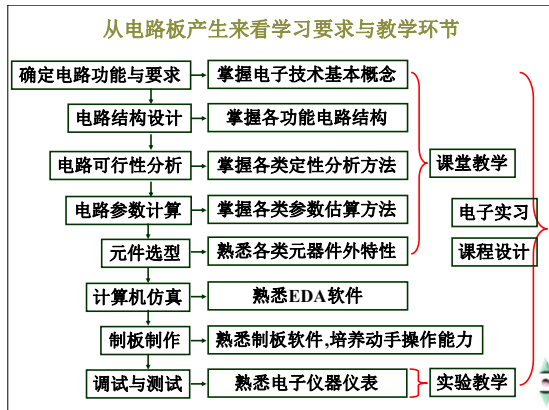 从电路板产生来看学习要求与教学环节
确定电路功能与要求
掌握电子技术基本概念
电路结构设计
掌握各功能电路结构
电路可行性分析
掌握各类定性分析方法
课堂教学
电路参数计算
掌握各类参数估算方法
电子实习
元件选型
熟悉各类元器件外特性
课程设计
计算机仿真
熟悉EDA软件
制板制作
熟悉制板软件,培养动手操作能力
调试与测试
熟悉电子仪器仪表
实验教学